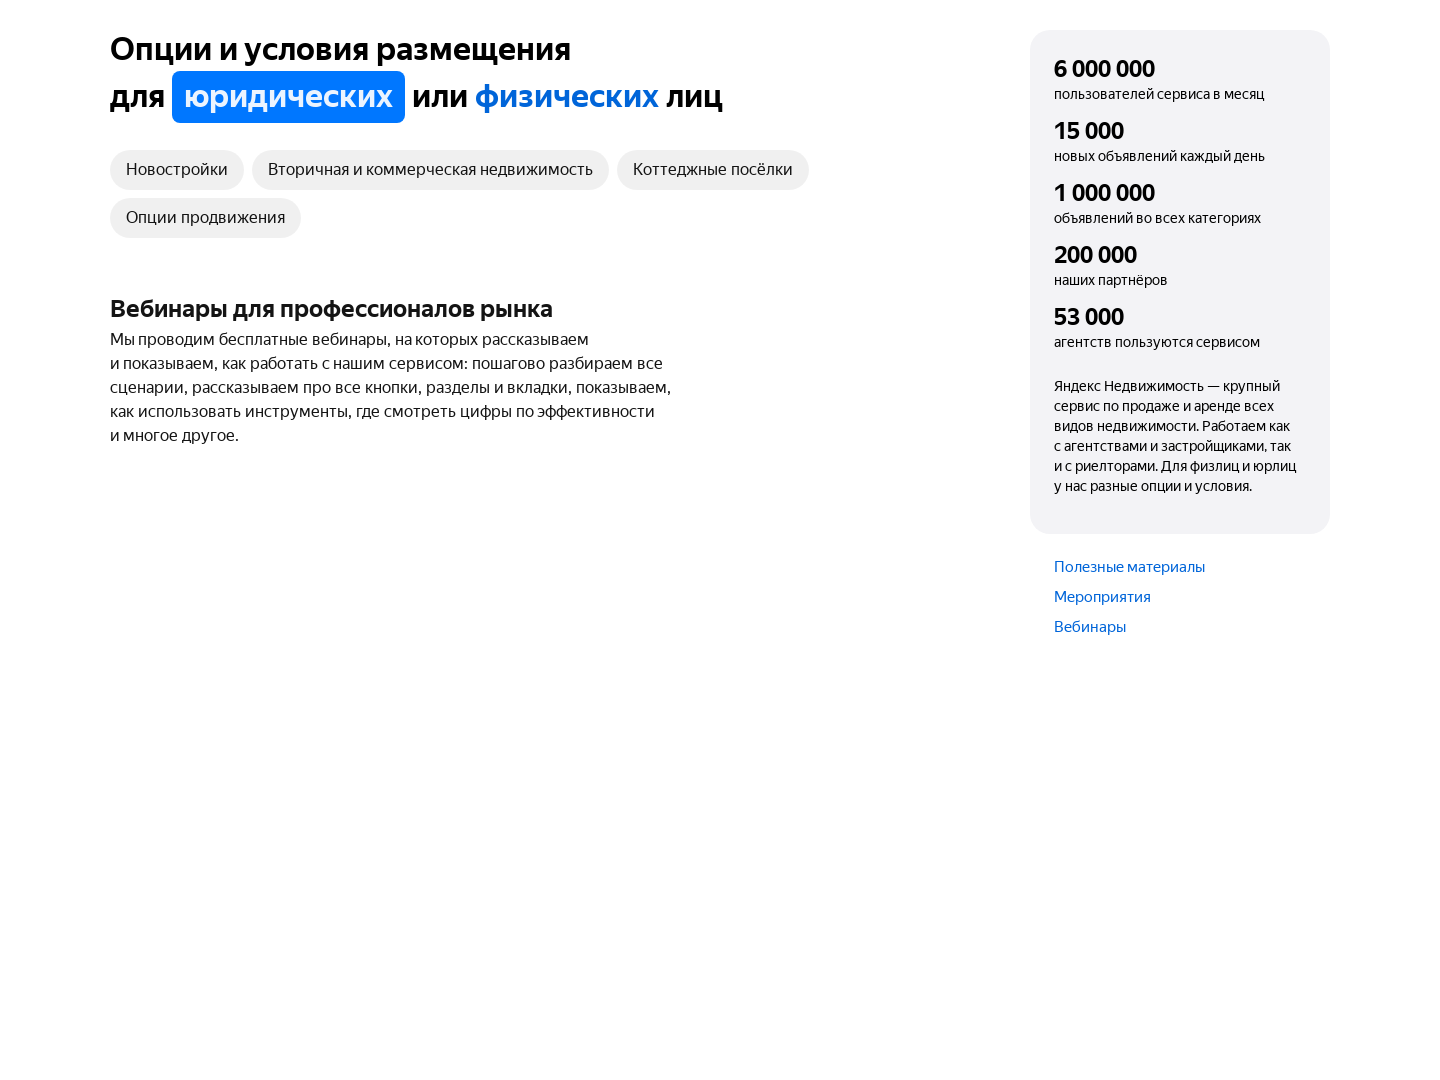 Опции и условия размещения
для юридических или физических лиц
Новостройки
Вторичная и коммерческая недвижимость
Коттеджные посёлки
Опции продвижения
Вебинары для профессионалов рынка
Мы проводим бесплатные вебинары, на которых рассказываем
и показываем, как работать с нашим сервисом: пошагово разбираем все
сценарии, рассказываем про все кнопки, разделы и вкладки, показываем,
как использовать инструменты, где смотреть цифры по эффективности
и многое другое.
6 000 000
пользователей сервиса в месяц
15 000
новых объявлений каждый день
1 000 000
объявлений во всех категориях
200 000
наших партнёров
53 000
агентств пользуются сервисом
Яндекс Недвижимость — крупный
сервис по продаже и аренде всех
видов недвижимости. Работаем как
с агентствами и застройщиками, так
и с риелторами. Для физлиц и юрлиц
у нас разные опции и условия.
Полезные материалы
Мероприятия
Вебинары